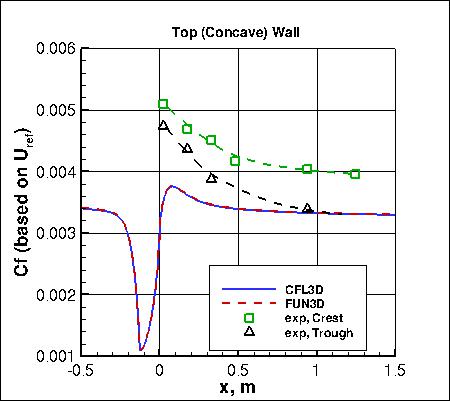 Top (Concave) Wall
0.006
0.005
0.004
0.003
0.002
0.001
Cf (based on Uref)
-0.5 0 0.5 1 1.5
x, m
CFL3D
FUN3D
exp, Crest
exp, Trough